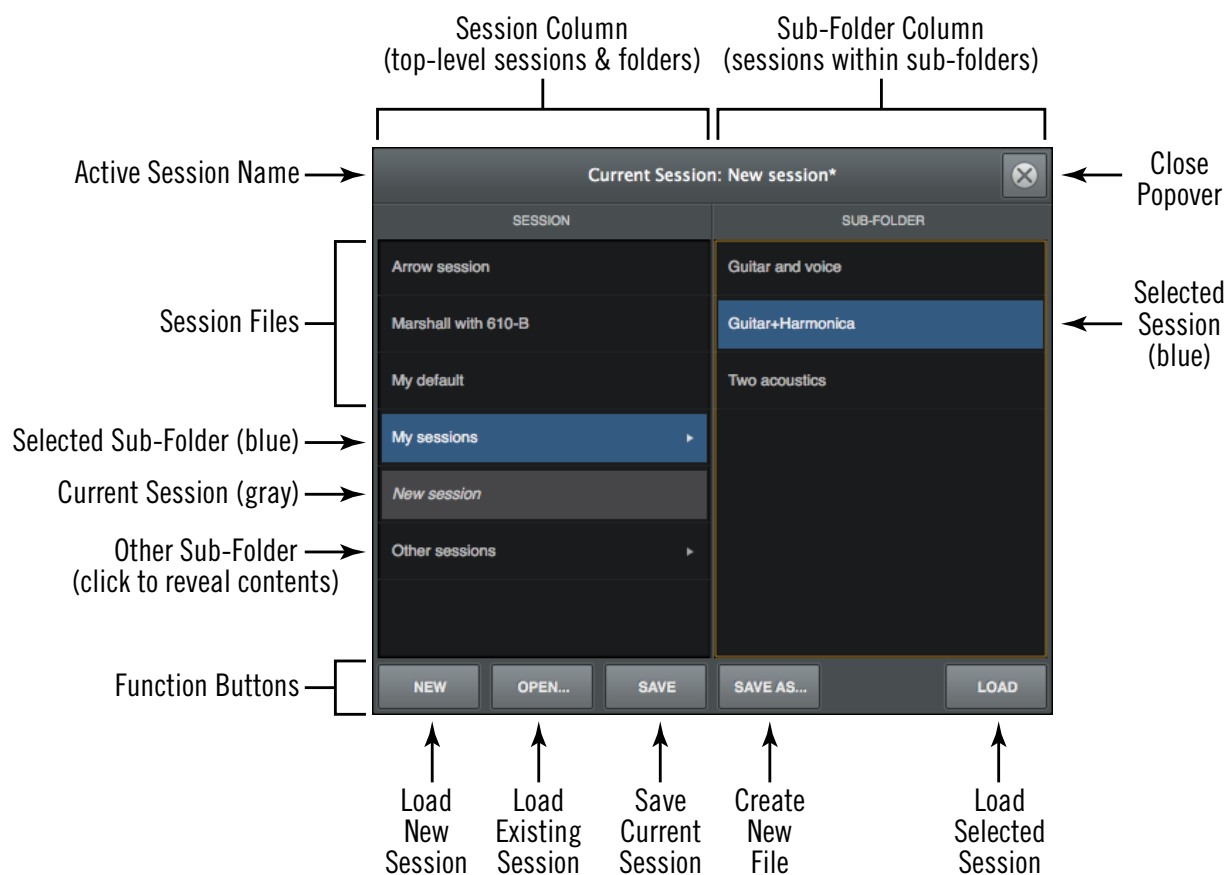 Session Column
(top-level sessions & folders)
Sub-Folder Column
(sessions within sub-folders)
Active Session Name
Current Session: New session*
Close
Popover
SESSION
SUB-FOLDER
Session Files
Arrow session
Marshall with 610-B
My default
Guitar and voice
Guitar+Harmonica
Two acoustics
Selected
Session
(blue)
Selected Sub-Folder (blue)
My sessions
Current Session (gray)
New session
Other Sub-Folder
(click to reveal contents)
Other sessions
Function Buttons
NEW
OPEN...
SAVE
SAVE AS...
LOAD
Load
New
Session
Load
Existing
Session
Save
Current
Session
Create
New
File
Load
Selected
Session